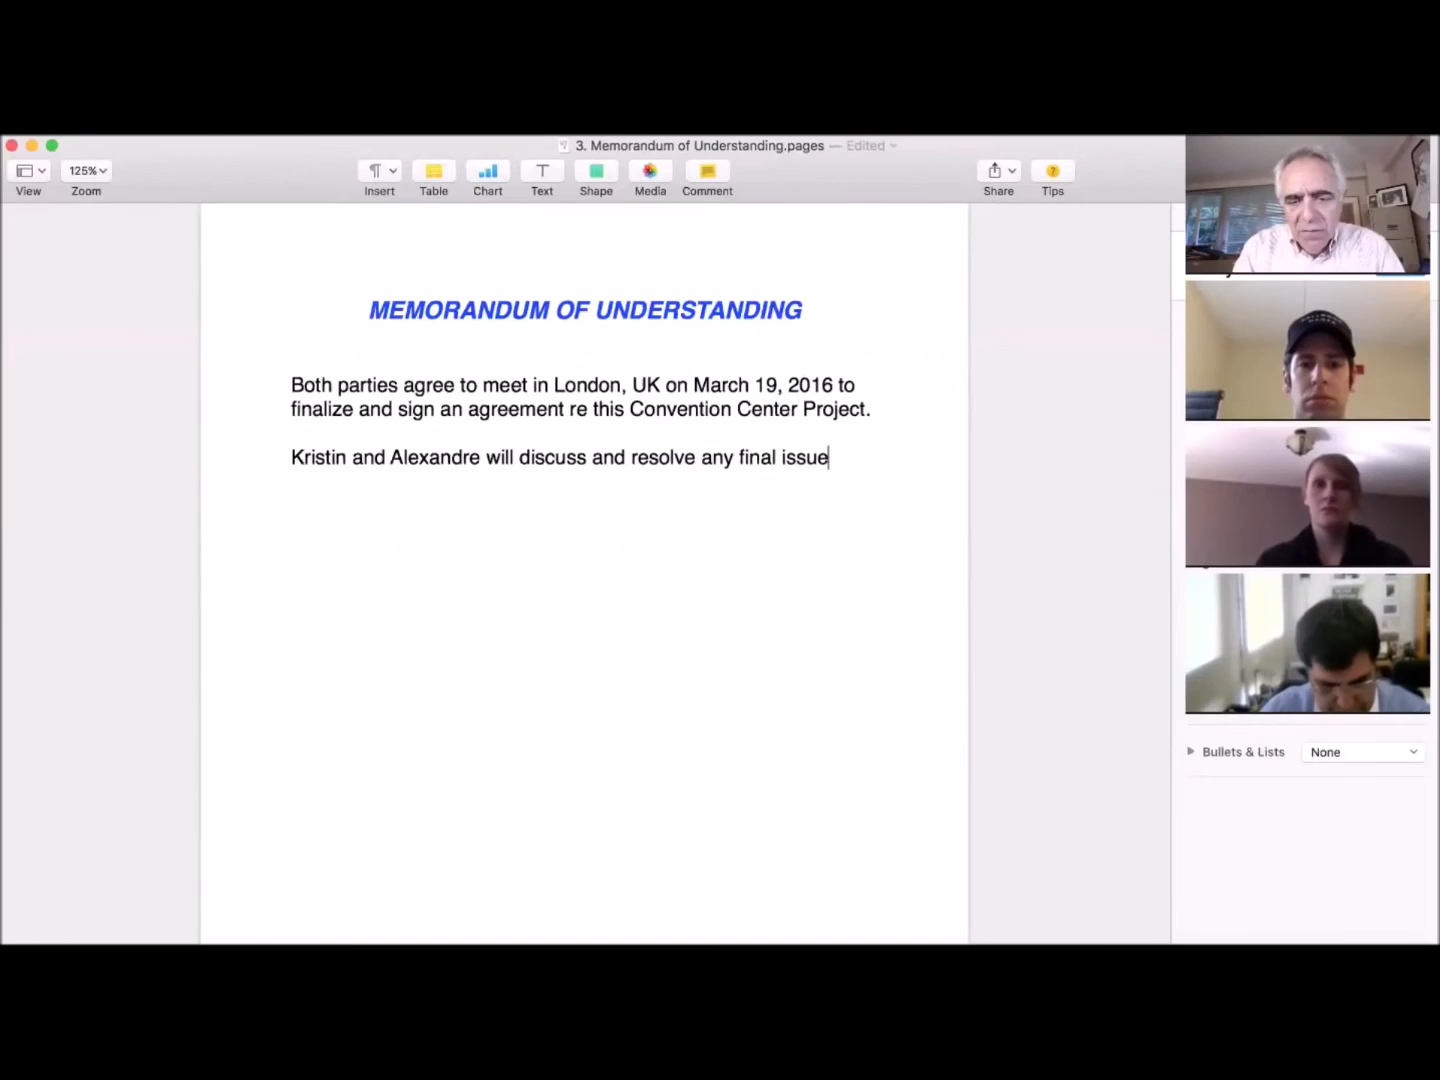 3. Memorandum of Understanding.pages — Edited
View
125%
Zoom
Insert
Table
Chart
Text
Shape
Media
Comment
Share
Tips
MEMORANDUM OF UNDERSTANDING
Both parties agree to meet in London, UK on March 19, 2016 to
finalize and sign an agreement re this Convention Center Project.
Kristin and Alexandre will discuss and resolve any final issue
Bullets & Lists
None